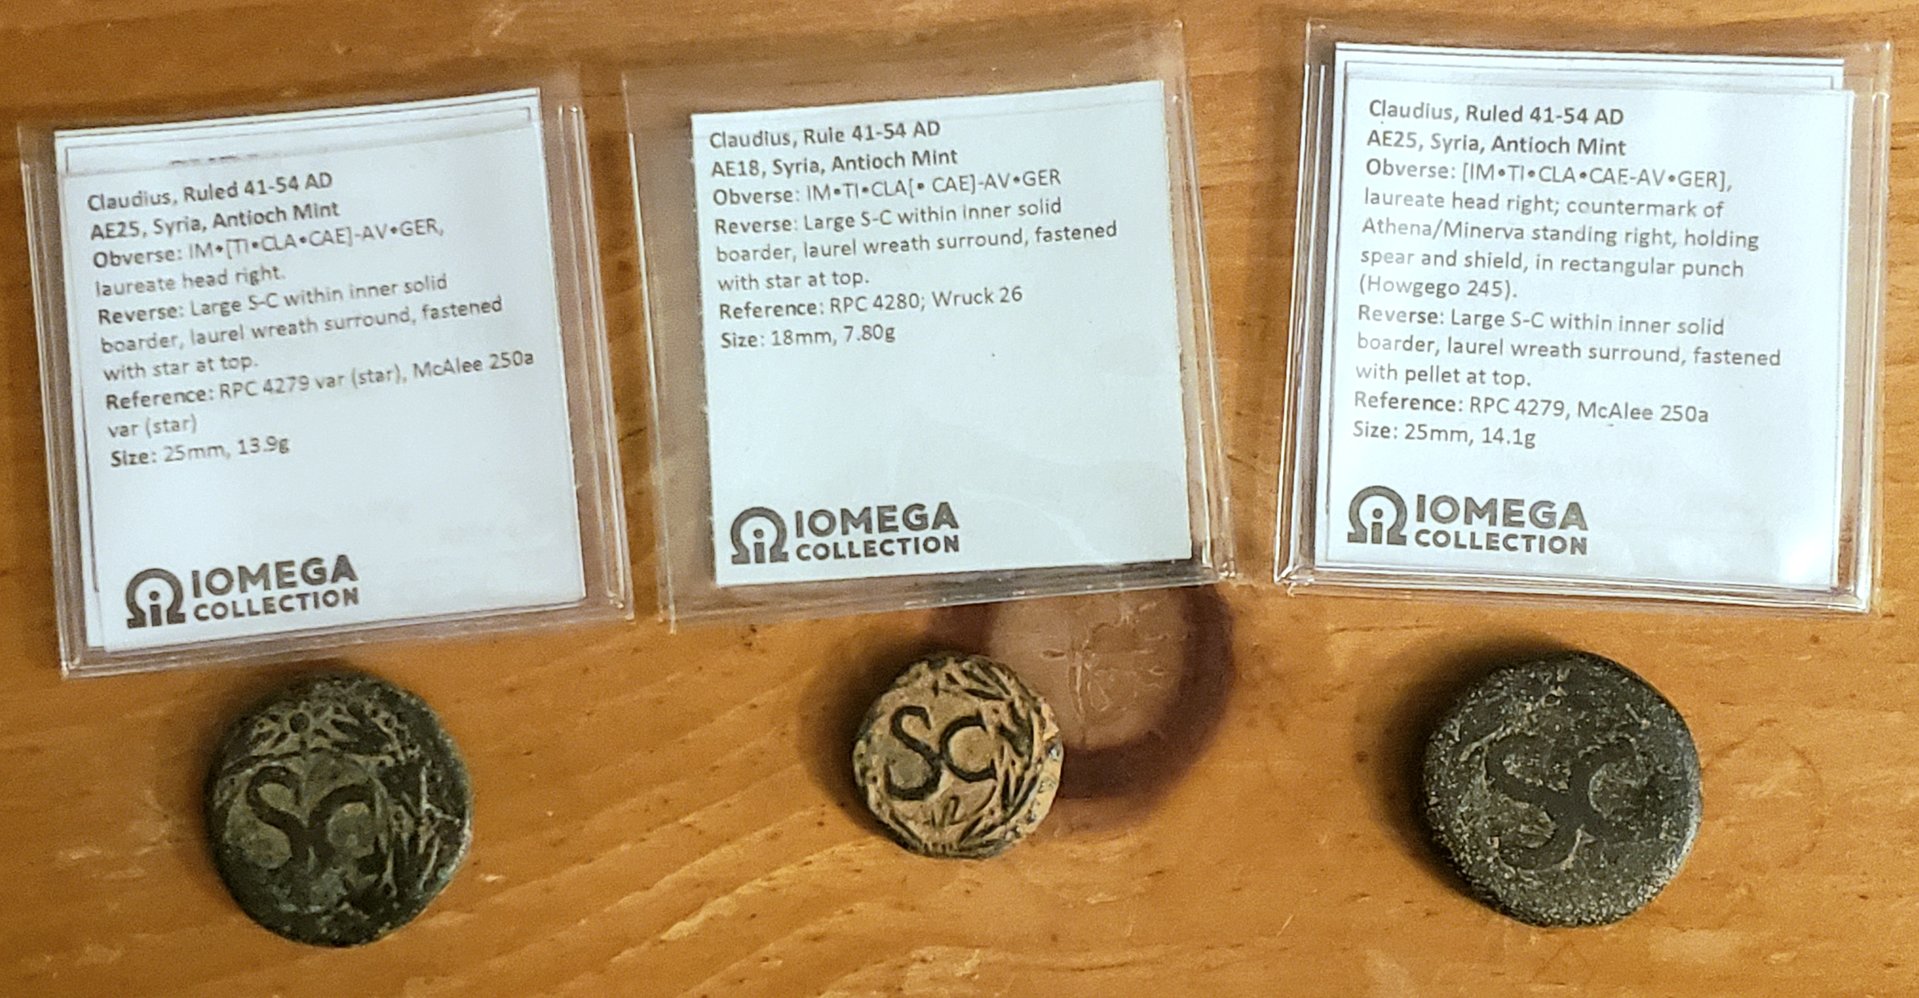 Claudius, Ruled 41-54 AD
AE25, Syria, Antioch Mint
Obverse: IM•[TI•CLA•CAE]-AV•GER,
laureate head right.
Reverse: Large S-C within inner solid
boarder, laurel wreath surround, fastened
with star at top.
Reference: RPC 4279 var (star), McAlee 250a
var (star)
Size: 25mm, 13.9g
IOMEGA
COLLECTION
Claudius, Rule 41-54 AD
AE18, Syria, Antioch Mint
Obverse: IM•TI•CLA[• CAE]-AV•GER
Reverse: Large S-C within inner solid
boarder, laurel wreath surround, fastened
with star at top.
Reference: RPC 4280; Wruck 26
Size: 18mm, 7.80g
IOMEGA
COLLECTION
Claudius, Ruled 41-54 AD
AE25, Syria, Antioch Mint
Obverse: [IM•TI•CLA•CAE-AV•GER],
laureate head right; countermark of
Athena/Minerva standing right, holding
spear and shield, in rectangular punch
(Howgego 245).
Reverse: Large S-C within inner solid
boarder, laurel wreath surround, fastened
with pellet at top.
Reference: RPC 4279, McAlee 250a
Size: 25mm, 14.1g
IOMEGA
COLLECTION
SC
SC
SC